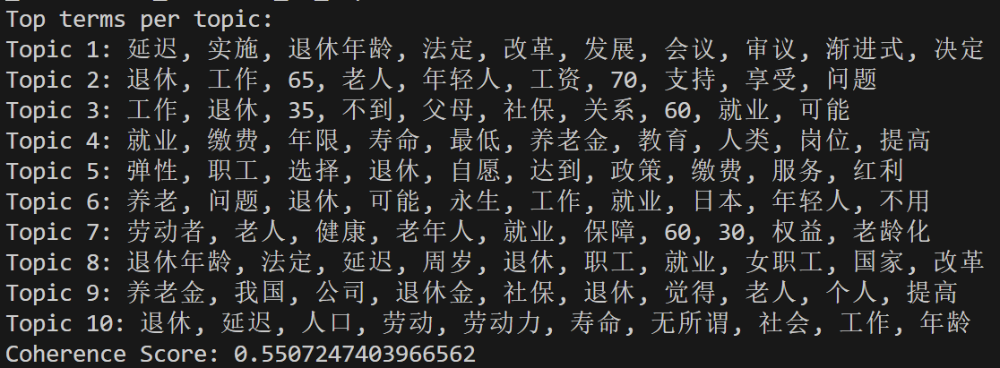 Top terms per topic:
Topic 1: 延迟, 实施, 退休年龄, 法定, 改革, 发展, 会议, 审议, 渐进式, 决定
Topic 2: 退休, 工作, 65, 老人, 年轻人, 工资, 70, 支持, 享受, 问题
Topic 3: 工作, 退休, 35, 不到, 父母, 社保, 关系, 60, 就业, 可能
Topic 4: 就业, 缴费, 年限, 寿命, 最低, 养老金, 教育, 人类, 岗位, 提高
Topic 5: 弹性, 职工, 选择, 退休, 自愿, 达到, 政策, 缴费, 服务, 红利
Topic 6: 养老, 问题, 退休, 可能, 永生, 工作, 就业, 日本, 年轻人, 不用
Topic 7: 劳动者, 老人, 健康, 老年人, 就业, 保障, 60, 30, 权益, 老龄化
Topic 8: 退休年龄, 法定, 延迟, 周岁, 退休, 职工, 就业, 女职工, 国家, 改革
Topic 9: 养老金, 我国, 公司, 退休金, 社保, 退休, 觉得, 老人, 个人, 提高
Topic 10: 退休, 延迟, 人口, 劳动, 劳动力, 寿命, 无所谓, 社会, 工作, 年龄
Coherence Score: 0.5507247403966562